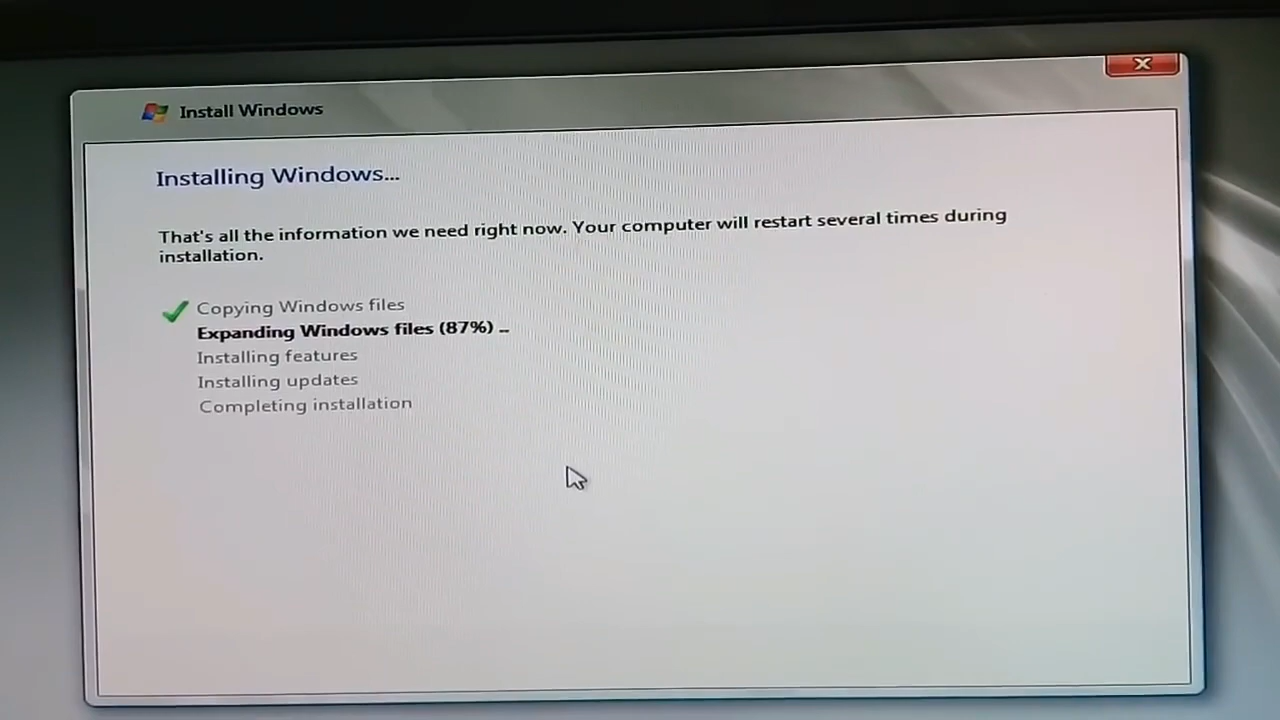 Install Windows
Installing Windows...
That's all the information we need right now. Your computer will restart several times during
installation.
Copying Windows files
Expanding Windows files (87%) ..
Installing features
Installing updates
Completing installation